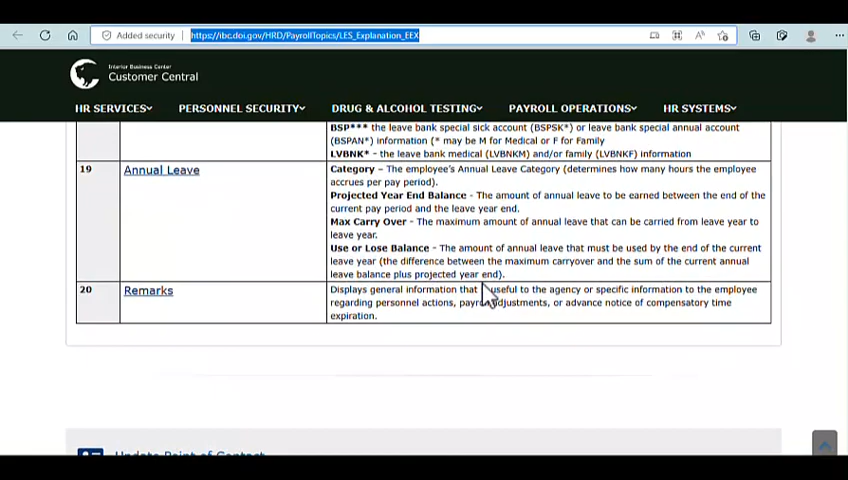 Added security
https://ibc.doi.gov/HRD/PayrollTopics/LES_Explanation_EEX
Interior Business Center
Customer Central
HR SERVICES
PERSONNEL SECURITY
DRUG & ALCOHOL TESTING
PAYROLL OPERATIONS
HR SYSTEMS
BSP*** the leave bank special sick account (BSPSK*) or leave bank special annual account
(BSPAN*) information (* may be M for Medical or F for Family
LVBNK* - the leave bank medical (LVBNKM) and/or family (LVBNKF) information
19
Annual Leave
Category – The employee's Annual Leave Category (determines how many hours the employee
accrues per pay period).
Projected Year End Balance - The amount of annual leave to be earned between the end of the
current pay period and the leave year end.
Max Carry Over - The maximum amount of annual leave that can be carried from leave year to
leave year.
Use or Lose Balance - The amount of annual leave that must be used by the end of the current
leave year (the difference between the maximum carryover and the sum of the current annual
leave balance plus projected year end).
20
Remarks
Displays general information that useful to the agency or specific information to the employee
regarding personnel actions, payroll adjustments, or advance notice of compensatory time
expiration.
Update Point of Contact